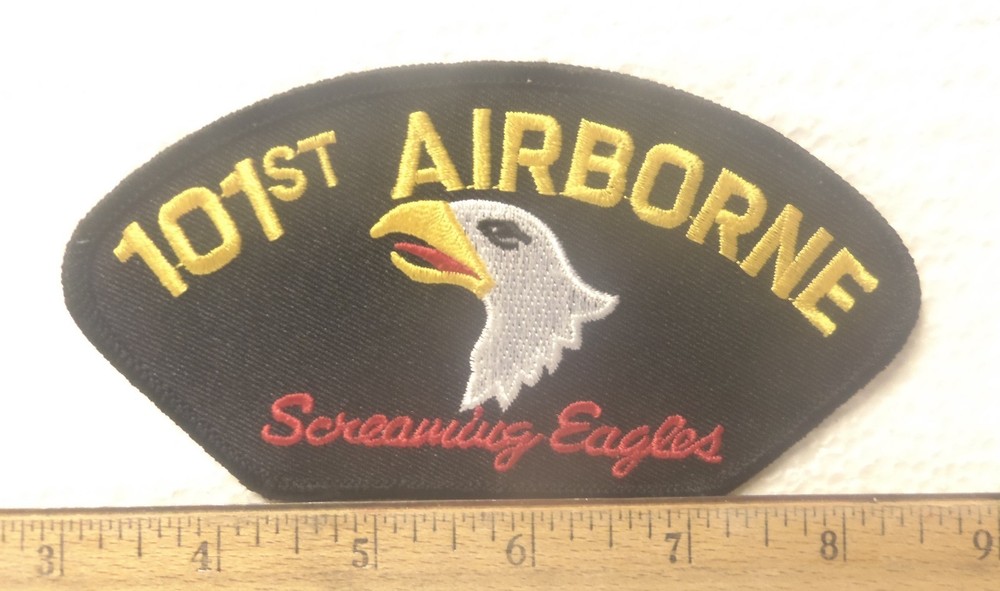 101ST AIRBORNE
Screaming Eagles
3 4 5 6 7 8 9